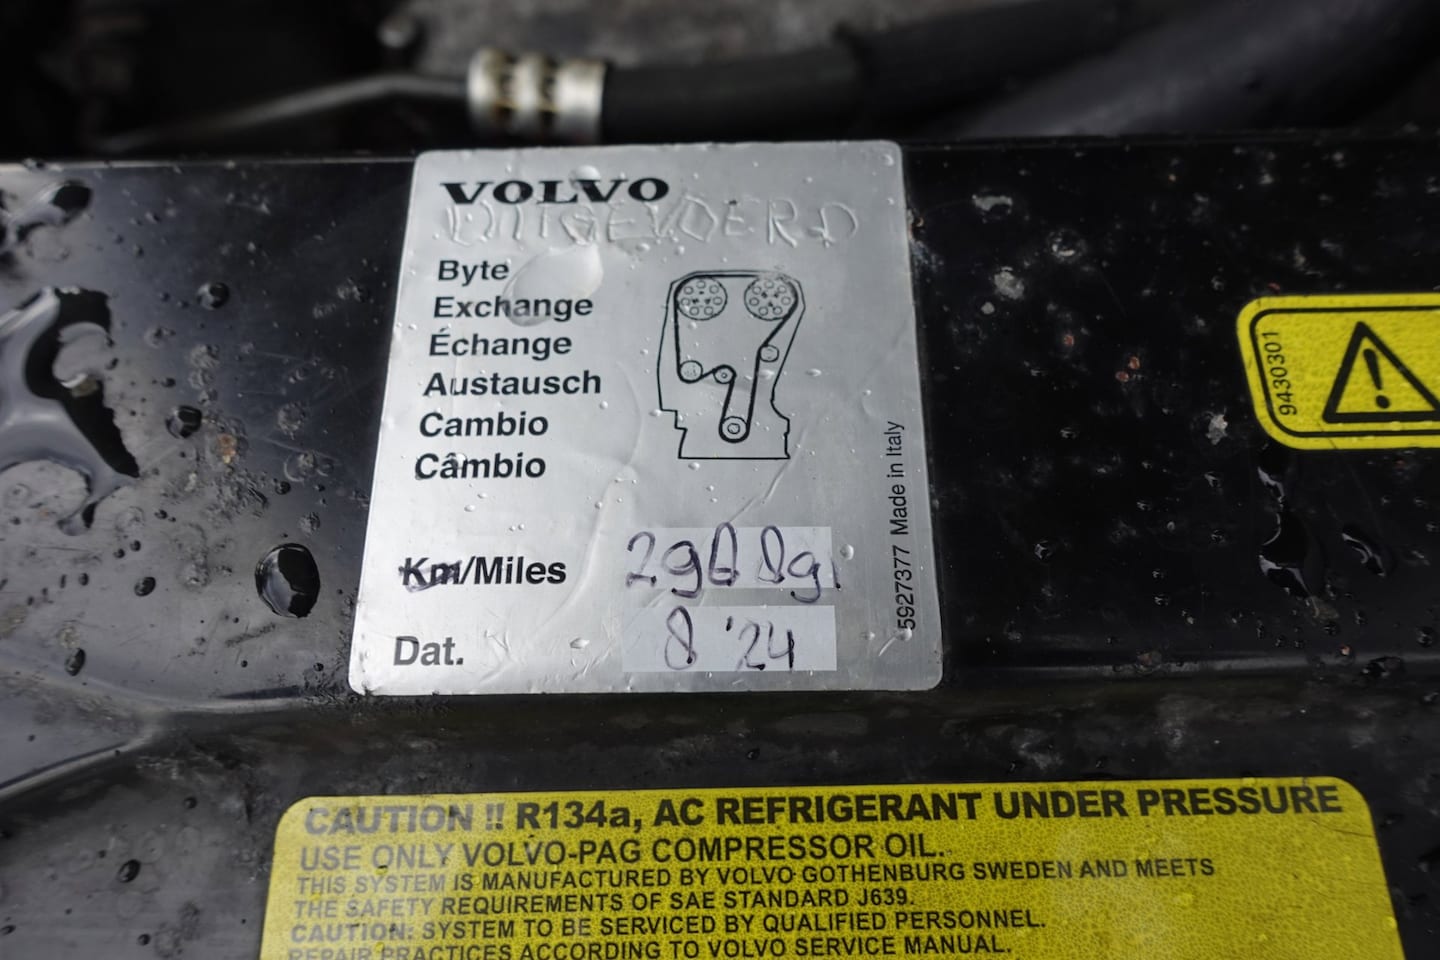 VOLVO
UITGEVOERD
Byte
Exchange
Échange
Austausch
Cambio
Câmbio
Km/Miles
Dat.
8 '24
5927377 Made in Italy
9430301
CAUTION !! R134a, AC REFRIGERANT UNDER PRESSURE
USE ONLY VOLVO-PAG COMPRESSOR OIL.
THIS SYSTEM IS MANUFACTURED BY VOLVO GOTHENBURG SWEDEN AND MEETS
THE SAFETY REQUIREMENTS OF SAE STANDARD J639.
CAUTION: SYSTEM TO BE SERVICED BY QUALIFIED PERSONNEL.
REPAIR PRACTICES ACCORDING TO VOLVO SERVICE MANUAL.